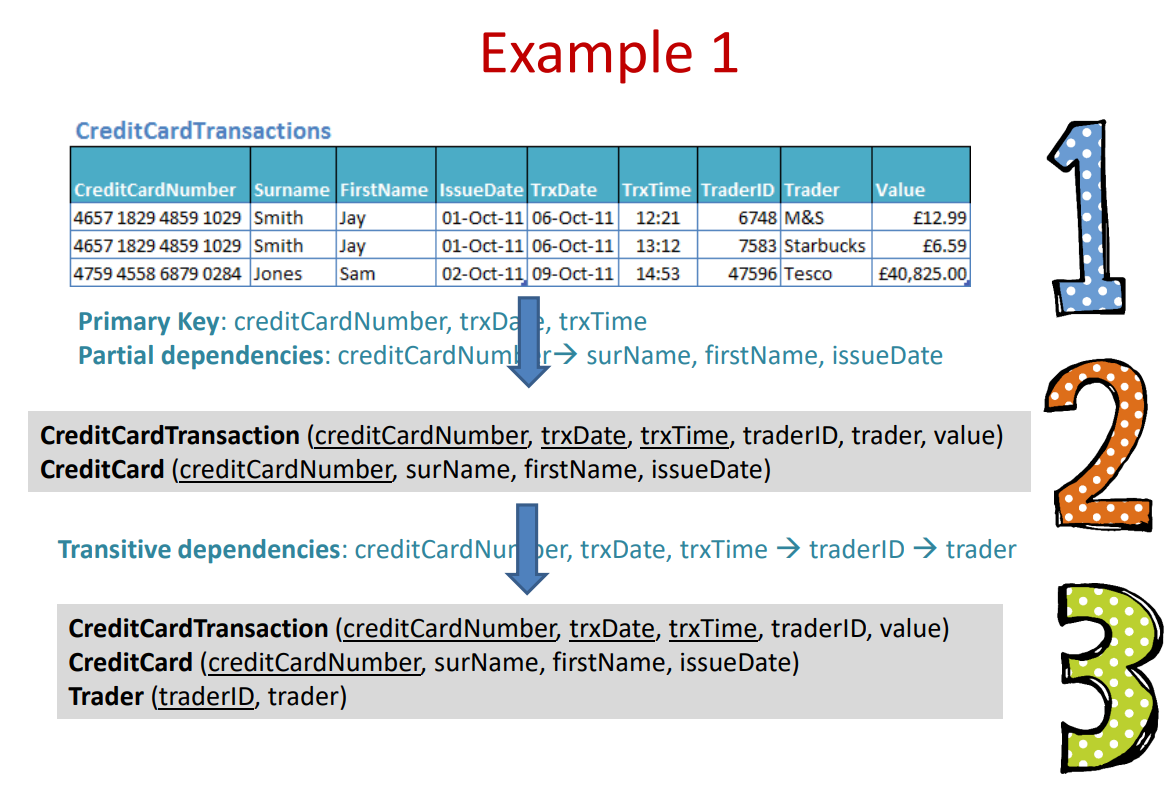 Example 1
1
CreditCardTransactions
CreditCardNumber Surname FirstName IssueDate TrxDate TrxTime TraderID Trader Value
4657 1829 4859 1029 Smith Jay 01-Oct-11 06-Oct-11 12:21 6748 M&S £12.99
4657 1829 4859 1029 Smith Jay 01-Oct-11 06-Oct-11 13:12 7583 Starbucks £6.59
4759 4558 6879 0284 Jones Sam 02-Oct-11 09-Oct-11 14:53 47596 Tesco £40,825.00
Primary Key: creditCardNumber, trxDate, trxTime
Partial dependencies: creditCardNumber→ surName, firstName, issueDate
2
CreditCardTransaction (creditCardNumber, trxDate, trxTime, traderID, trader, value)
CreditCard (creditCardNumber, surName, firstName, issueDate)
Transitive dependencies: creditCardNumber, trxDate, trxTime → traderID → trader
3
CreditCardTransaction (creditCardNumber, trxDate, trxTime, traderID, value)
CreditCard (creditCardNumber, surName, firstName, issueDate)
Trader (traderID, trader)